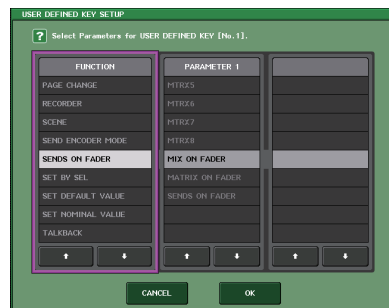 USER DEFINED KEY SETUP
? Select Parameters for USER DEFINED KEY [No.1].
FUNCTION
PAGE CHANGE
RECORDER
SCENE
SEND ENCODER MODE
SENDS ON FADER
SET BY SEL
SET DEFAULT VALUE
SET NOMINAL VALUE
TALKBACK
PARAMETER 1
MTRX5
MTRX6
MTRX7
MTRX8
MIX ON FADER
MATRIX ON FADER
SENDS ON FADER
CANCEL
OK